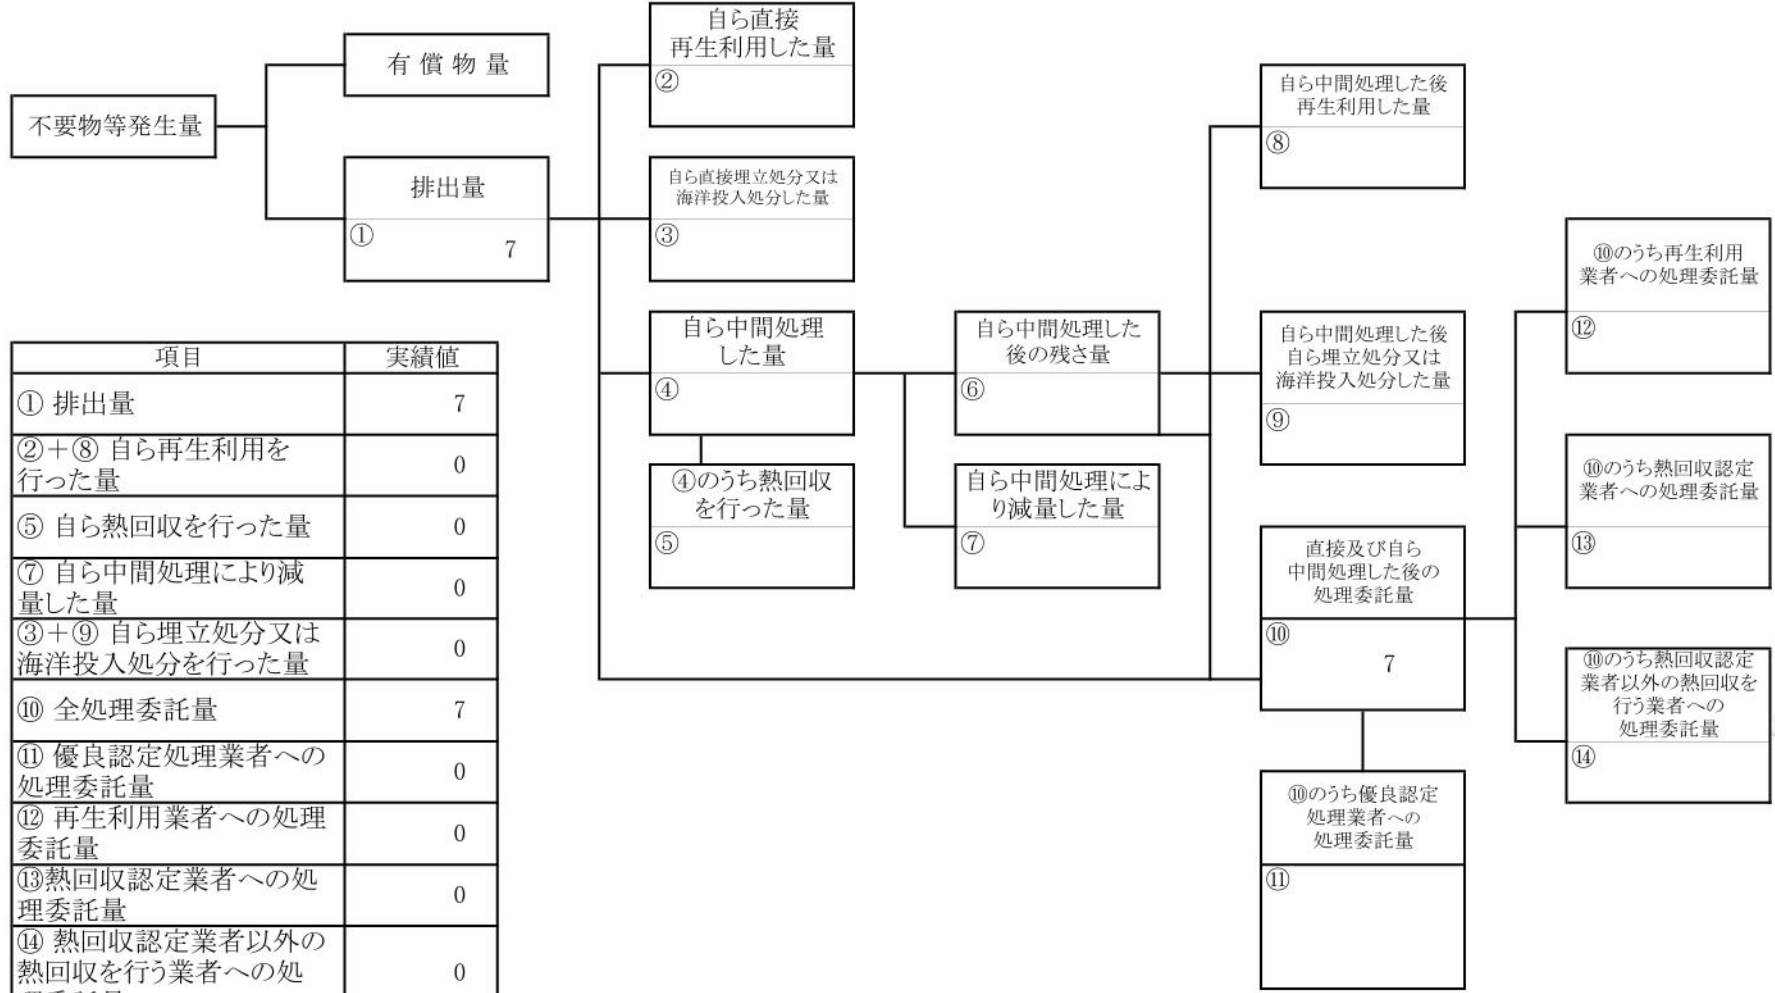 自ら直接
再生利用した量
②
有償物量
不要物等発生量
排出量
①
7
自ら直接埋立処分又は
海洋投入処分した量
③
自ら中間処理した後
再生利用した量
⑧
⑩のうち再生利用
業者への処理委託量
⑫
自ら中間処理
した量
④
自ら中間処理した
後の残さ量
⑥
自ら中間処理した後
自ら埋立処分又は
海洋投入処分した量
⑨
④のうち熱回収
を行った量
⑤
自ら中間処理によ
り減量した量
⑦
⑩のうち熱回収認定
業者への処理委託量
⑬
直接及び自ら
中間処理した後の
処理委託量
⑩
7
⑩のうち熱回収認定
業者以外の熱回収を
行う業者への
処理委託量
⑭
⑩のうち優良認定
処理業者への
処理委託量
⑪
項目 実績値
① 排出量 7
②+⑧ 自ら再生利用を
行った量 0
⑤ 自ら熱回収を行った量 0
⑦ 自ら中間処理により減
量した量 0
③+⑨ 自ら埋立処分又は
海洋投入処分を行った量 0
⑩ 全処理委託量 7
⑪ 優良認定処理業者への
処理委託量 0
⑫ 再生利用業者への処理
委託量 0
⑬熱回収認定業者への処
理委託量 0
⑭ 熱回収認定業者以外の
熱回収を行う業者への処 0